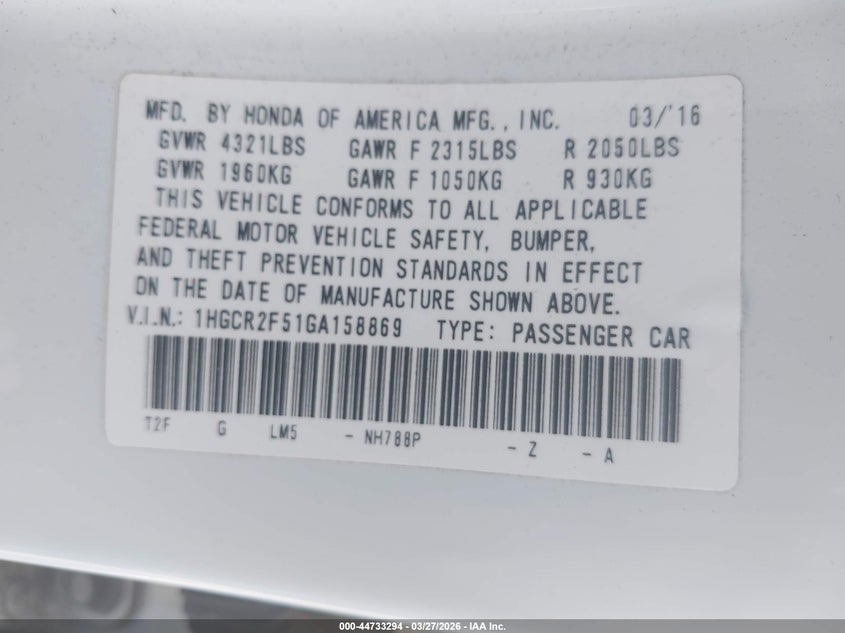 MFD. BY HONDA OF AMERICA MFG., INC. 03/'16
GVWR 4321LBS GAWR F 2315LBS R 2050LBS
GVWR 1960KG GAWR F 1050KG R 930KG
THIS VEHICLE CONFORMS TO ALL APPLICABLE
FEDERAL MOTOR VEHICLE SAFETY, BUMPER,
AND THEFT PREVENTION STANDARDS IN EFFECT
ON THE DATE OF MANUFACTURE SHOWN ABOVE.
V.I.N.: 1HGCR2F51GA158869 TYPE: PASSENGER CAR
T2F G LM5 - NH788P - Z - A
000-44733294 - 03/27/2026 - IAA Inc.